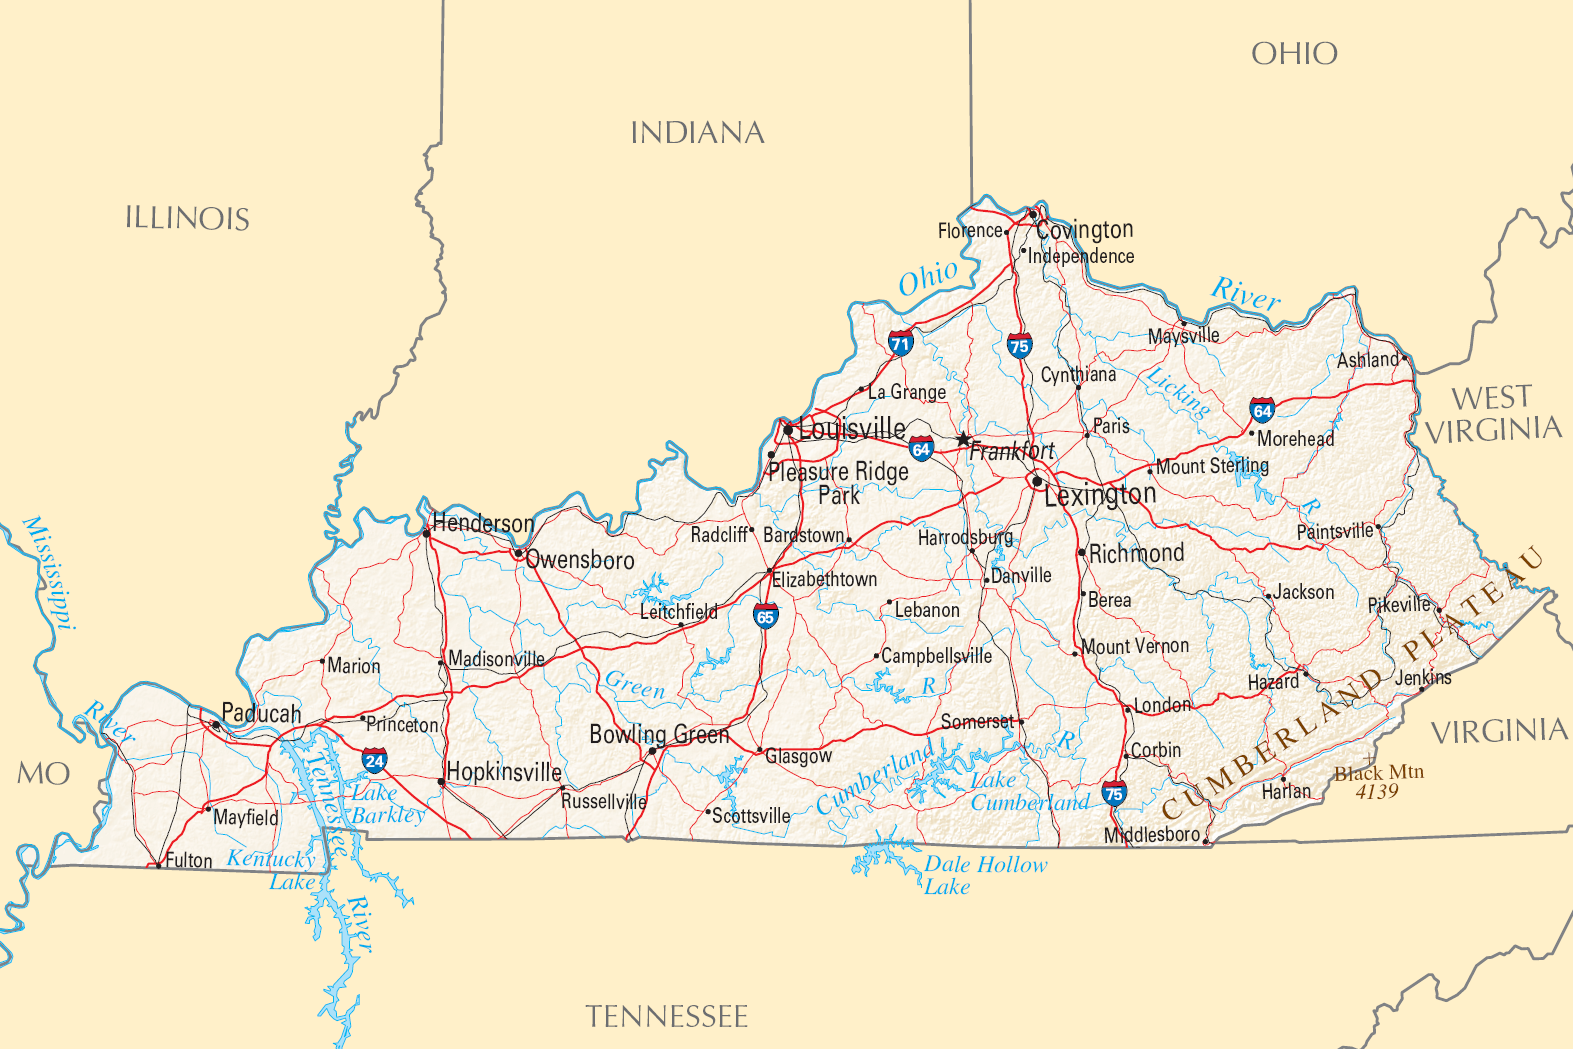 OHIO
INDIANA
ILLINOIS
WEST
VIRGINIA
VIRGINIA
MO
TENNESSEE
Florence
Covington
Independence
Ohio
River
71
75
Maysville
Ashland
Cynthiana
Licking
La Grange
64
Louisville
64
Paris
Morehead
Frankfort
Pleasure Ridge
Park
Mount Sterling
Lexington
R
Henderson
Radcliff
Bardstown
Harrodsburg
Paintsville
Mississippi
Owensboro
Richmond
Elizabethtown
Danville
Leitchfield
65
Lebanon
Berea
Jackson
Pikeville
CUMBERLAND PLATEAU
Marion
Madisonville
Campbellsville
Mount Vernon
Green
R
Hazard
Jenkins
River
Paducah
Princeton
Bowling Green
Somerset
London
24
Glasgow
Cumberland
R
Corbin
Hopkinsville
Tennessee
River
Lake
Barkley
Russellville
Lake
Cumberland
75
Harlan
Black Mtn
4139
Mayfield
Scottsville
Middlesboro
Fulton
Kentucky
Lake
Dale Hollow
Lake